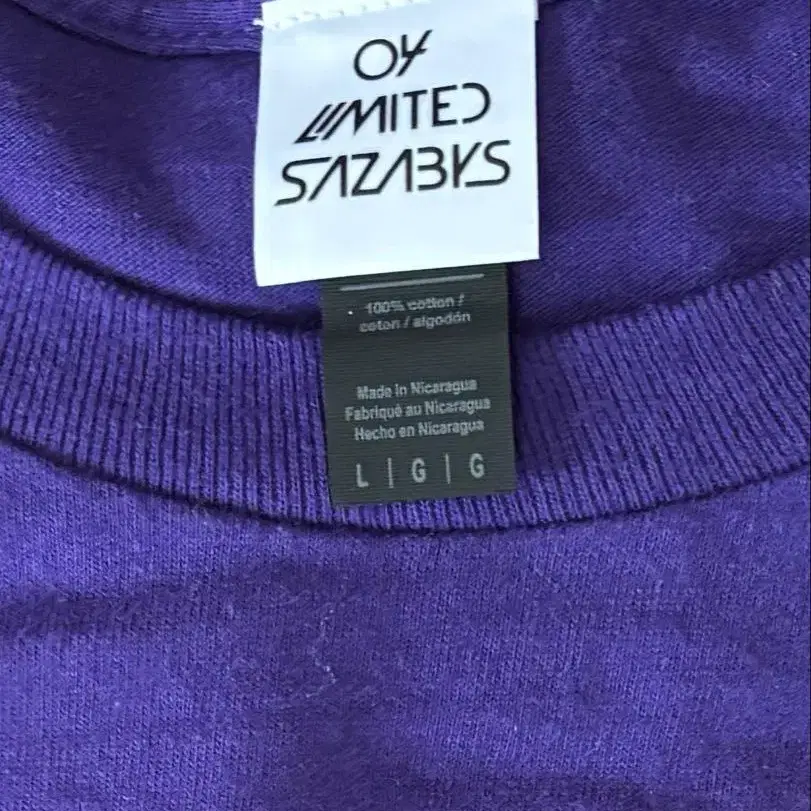 04
LIMITED
SAZABYS
100% cotton /
coton / algodón
Made in Nicaragua
Fabriqué au Nicaragua
Hecho en Nicaragua
L | G | G